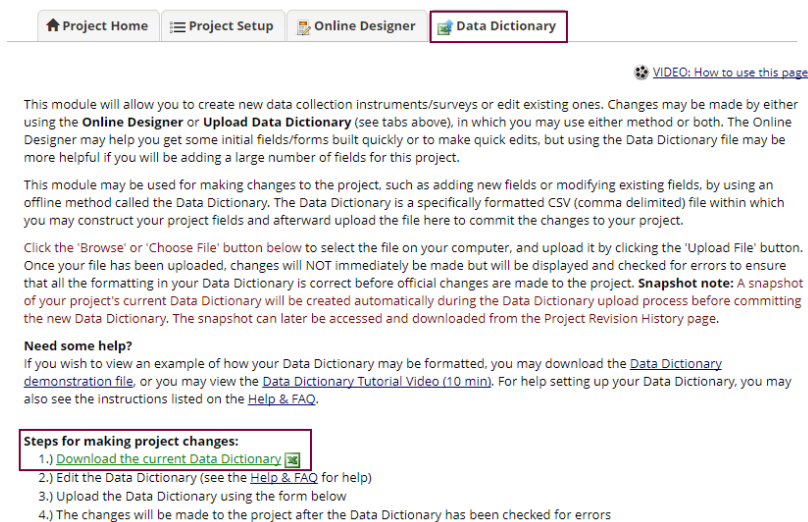 Project Home Project Setup Online Designer Data Dictionary
VIDEO: How to use this page
This module will allow you to create new data collection instruments/surveys or edit existing ones. Changes may be made by either
using the Online Designer or Upload Data Dictionary (see tabs above), in which you may use either method or both. The Online
Designer may help you get some initial fields/forms built quickly or to make quick edits, but using the Data Dictionary file may be
more helpful if you will be adding a large number of fields for this project.
This module may be used for making changes to the project, such as adding new fields or modifying existing fields, by using an
offline method called the Data Dictionary. The Data Dictionary is a specifically formatted CSV (comma delimited) file within which
you may construct your project fields and afterward upload the file here to commit the changes to your project.
Click the 'Browse' or 'Choose File' button below to select the file on your computer, and upload it by clicking the 'Upload File' button.
Once your file has been uploaded, changes will NOT immediately be made but will be displayed and checked for errors to ensure
that all the formatting in your Data Dictionary is correct before official changes are made to the project. Snapshot note: A snapshot
of your project's current Data Dictionary will be created automatically during the Data Dictionary upload process before committing
the new Data Dictionary. The snapshot can later be accessed and downloaded from the Project Revision History page.
Need some help?
If you wish to view an example of how your Data Dictionary may be formatted, you may download the Data Dictionary
demonstration file, or you may view the Data Dictionary Tutorial Video (10 min). For help setting up your Data Dictionary, you may
also see the instructions listed on the Help & FAQ.
Steps for making project changes:
1.) Download the current Data Dictionary
2.) Edit the Data Dictionary (see the Help & FAQ for help)
3.) Upload the Data Dictionary using the form below
4.) The changes will be made to the project after the Data Dictionary has been checked for errors